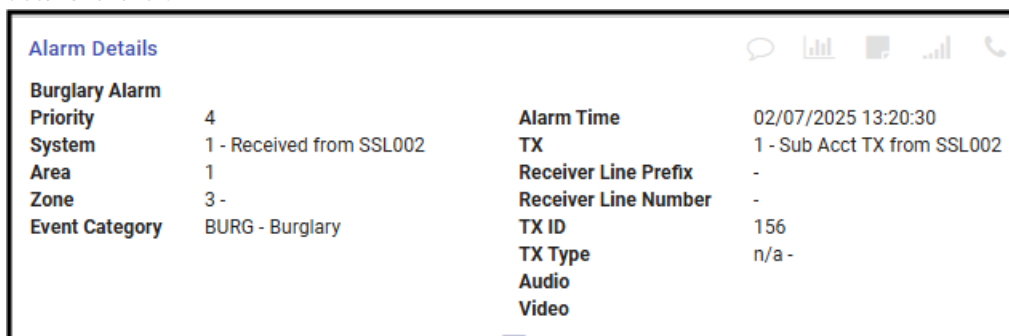 Alarm Details
Burglary Alarm
Priority 4 Alarm Time 02/07/2025 13:20:30
System 1 - Received from SSL002 TX 1 - Sub Acct TX from SSL002
Area 1 Receiver Line Prefix -
Zone 3 - Receiver Line Number -
Event Category BURG - Burglary TX ID 156
TX Type n/a -
Audio
Video